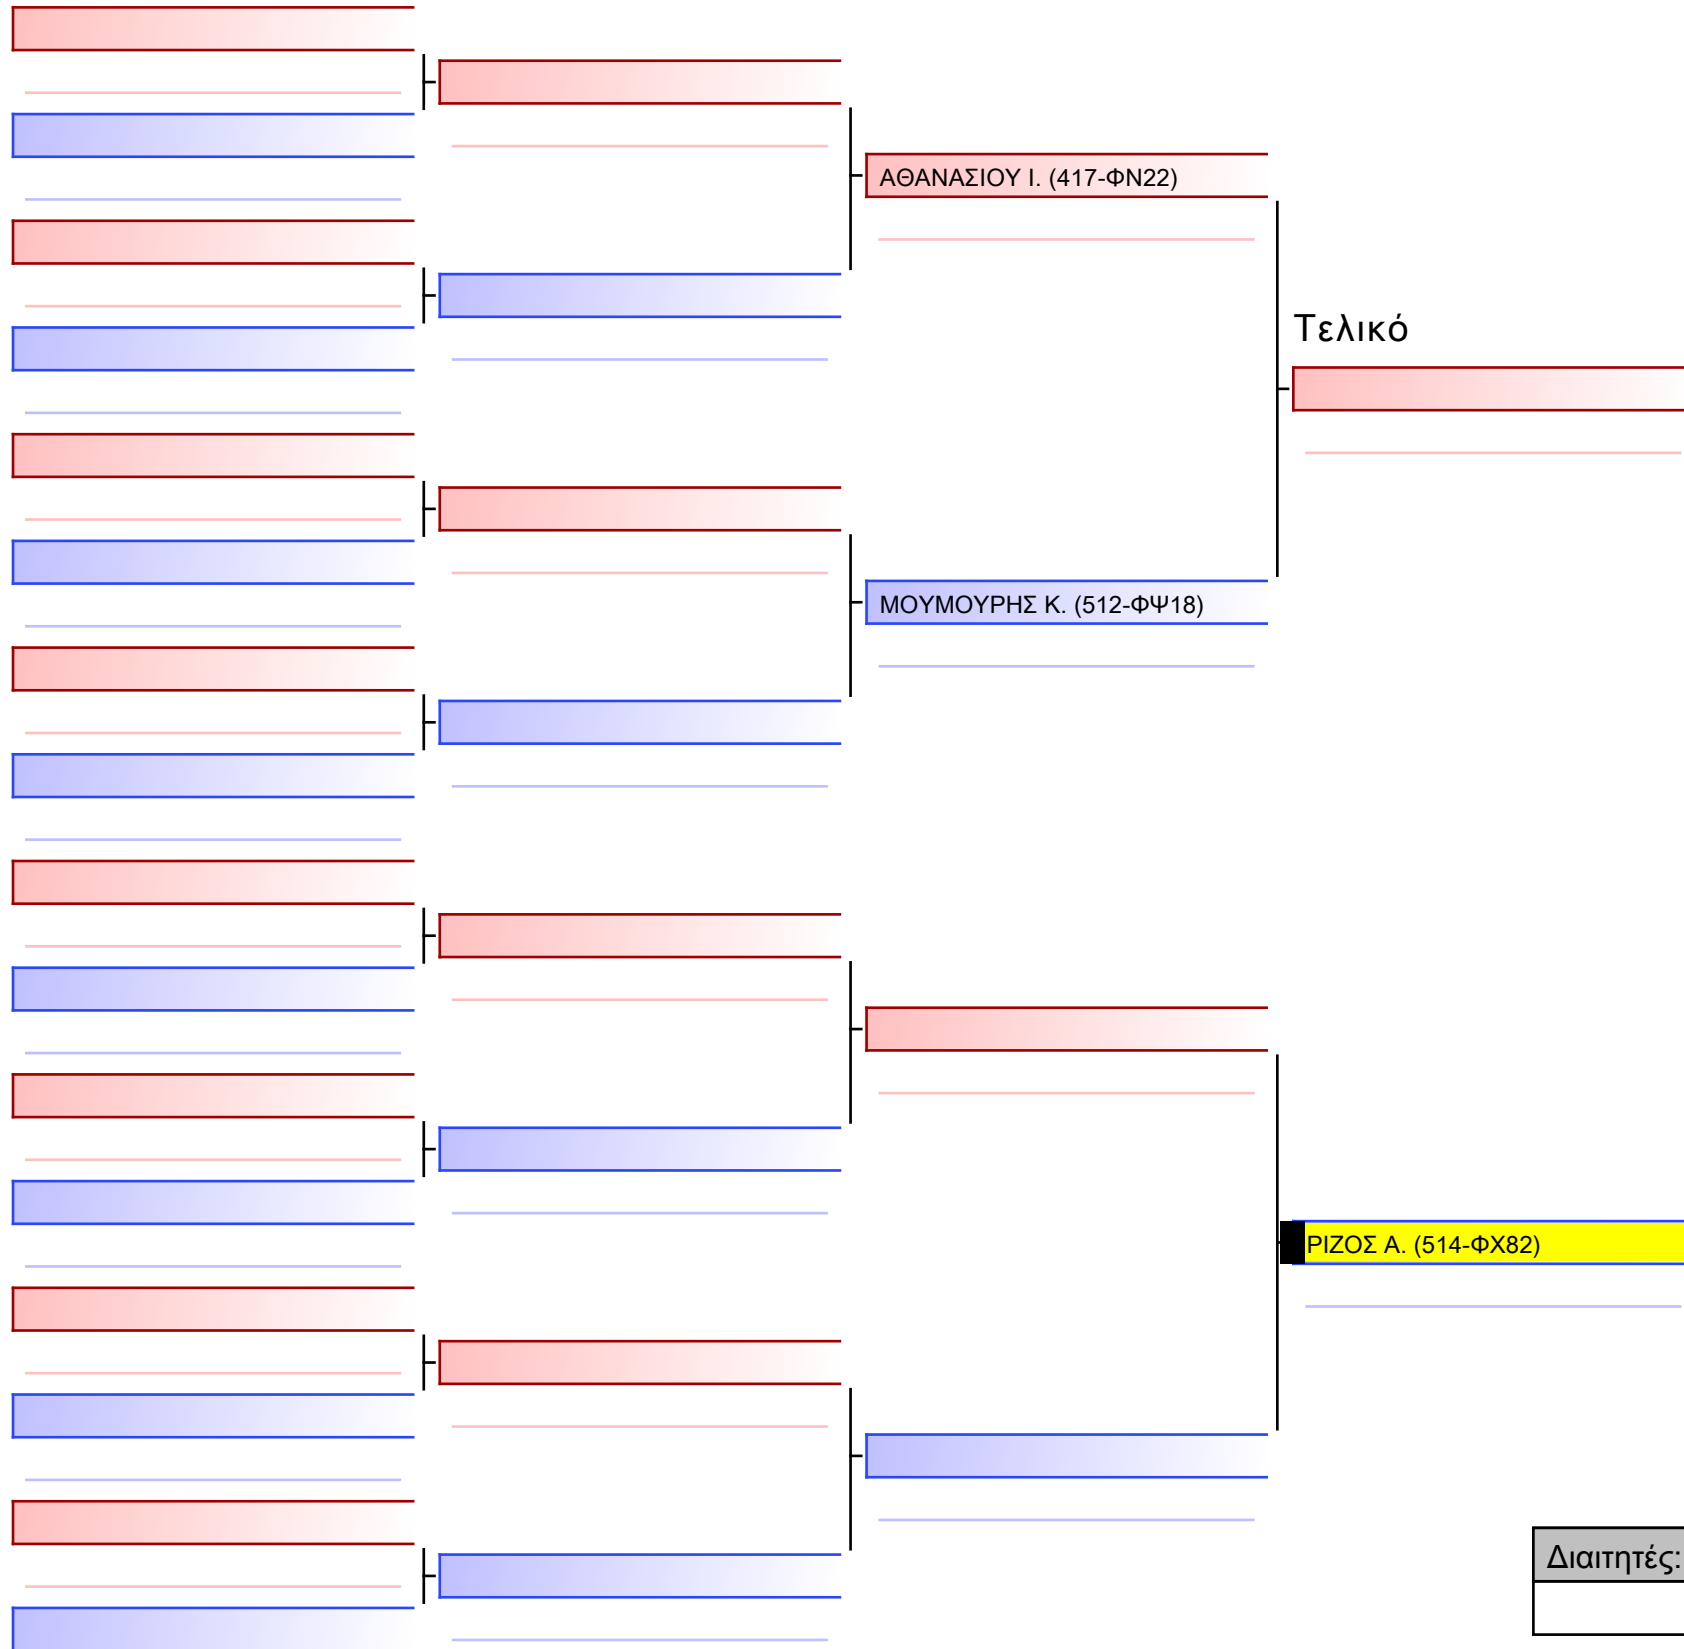 ΑΘΑΝΑΣΙΟΥ Ι. (417-ΦΝ22)
Τελικό
ΜΟΥΜΟΥΡΗΣ Κ. (512-ΦΨ18)
ΡΙΖΟΣ Α. (514-ΦΧ82)
Διαιτητές: